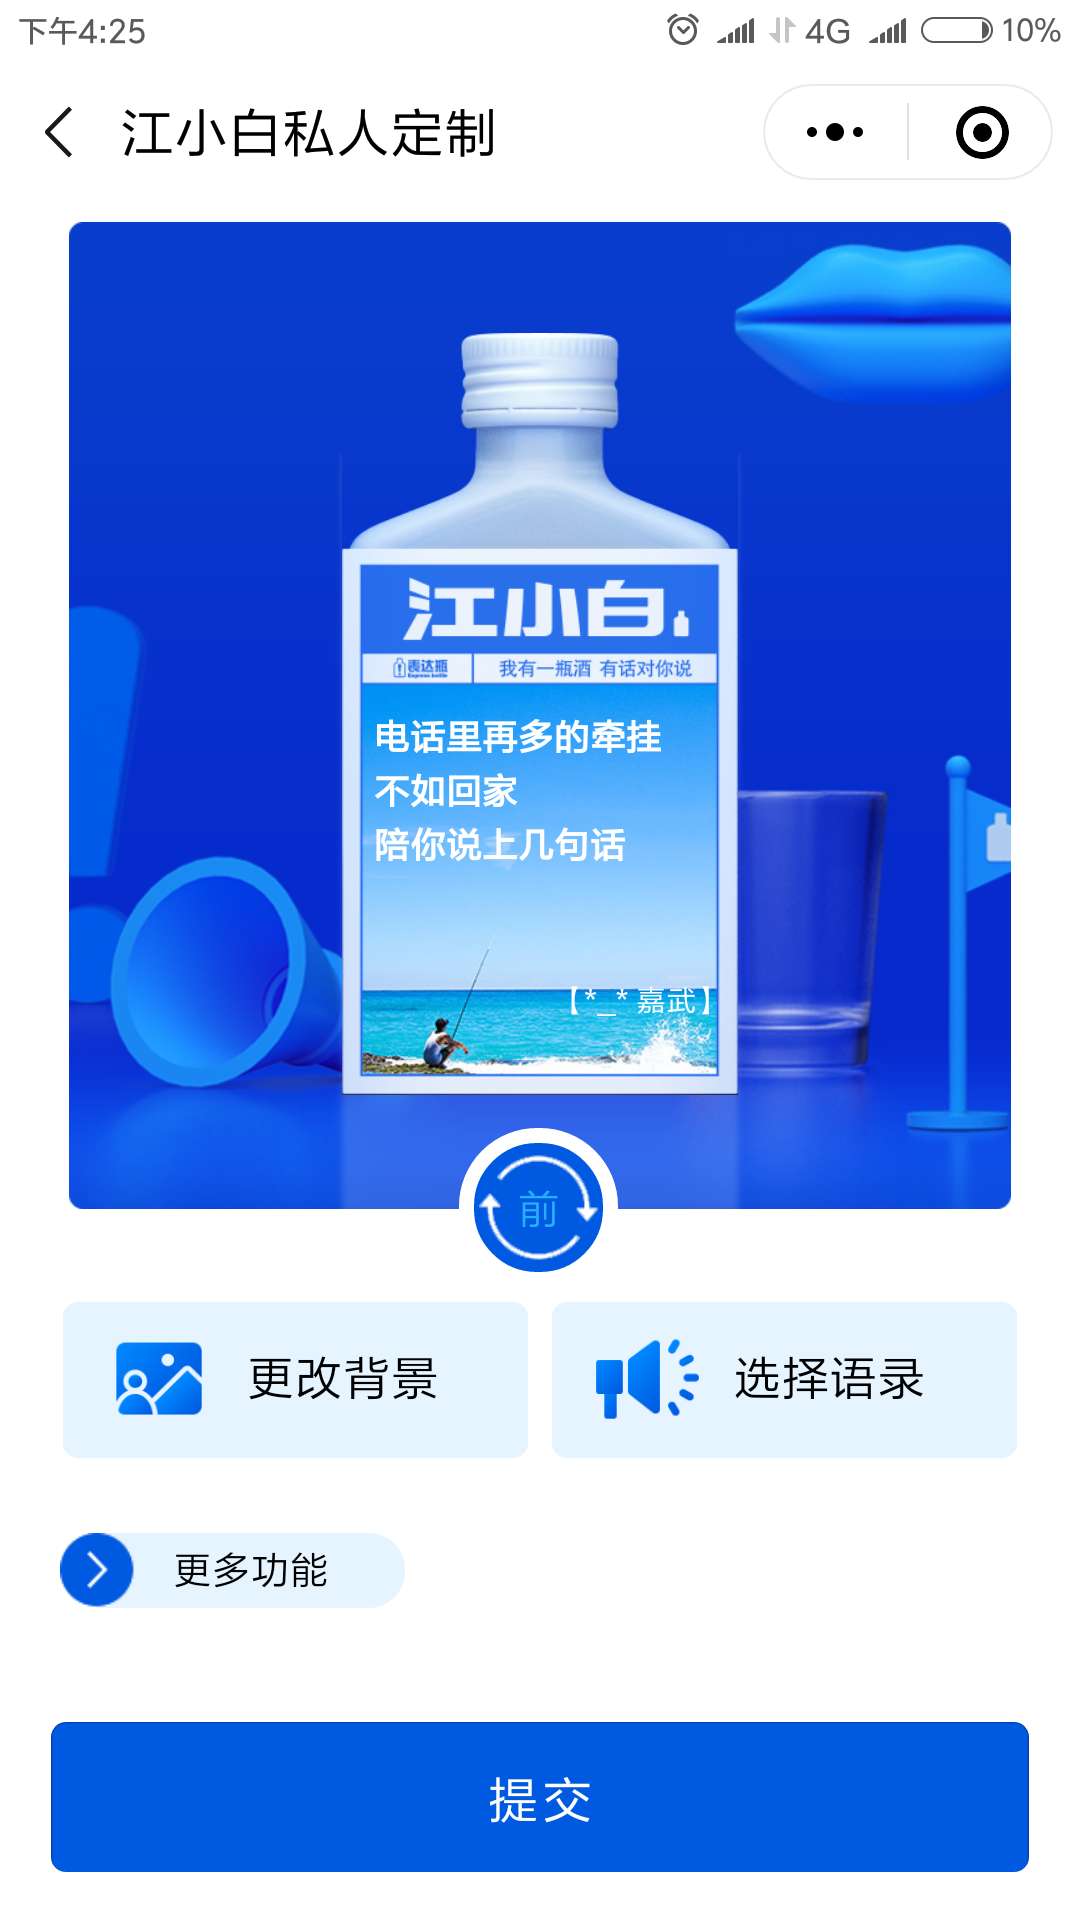 下午4:25
4G
10%
江小白私人定制
江小白
表达瓶
Express bottle
我有一瓶酒 有话对你说
电话里再多的牵挂
不如回家
陪你说上几句话
【*_* 嘉武】
前
更改背景
选择语录
更多功能
提交